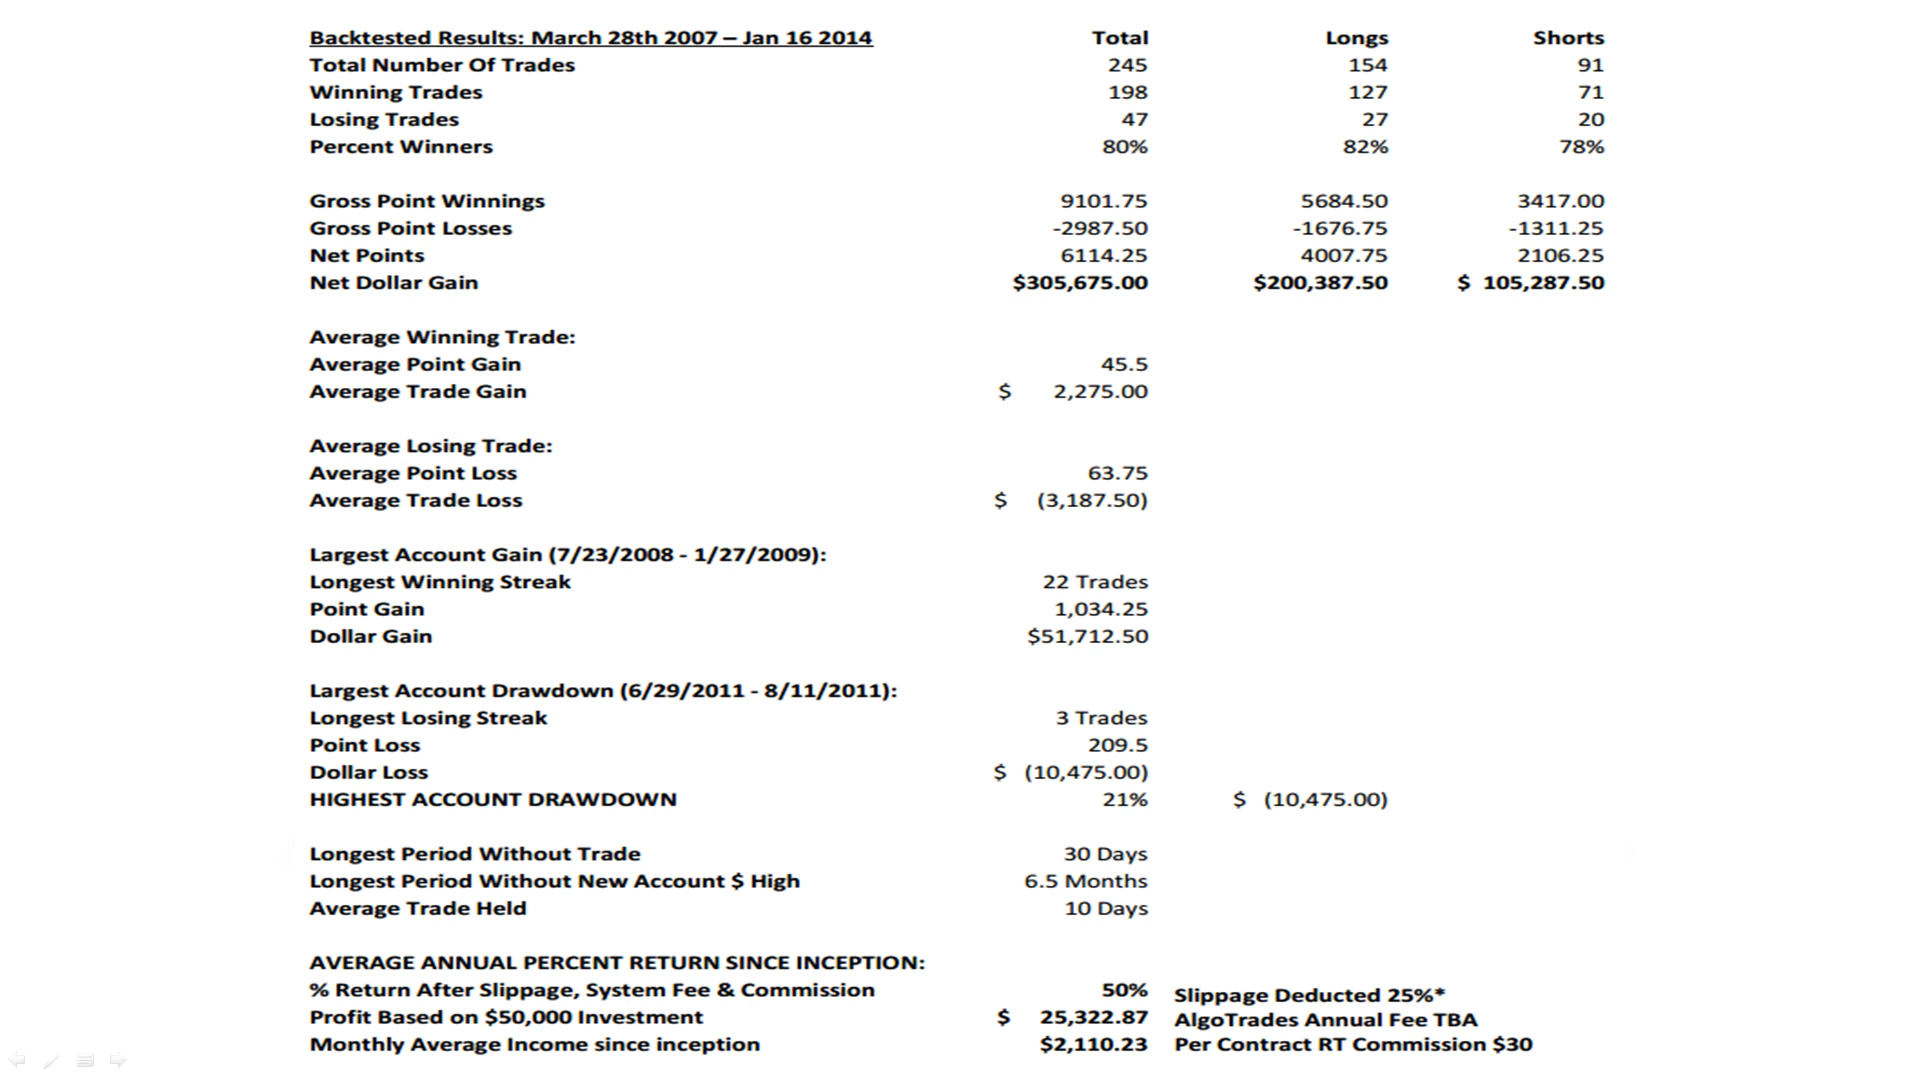 Backtested Results: March 28th 2007 – Jan 16 2014 Total Longs Shorts
Total Number Of Trades 245 154 91
Winning Trades 198 127 71
Losing Trades 47 27 20
Percent Winners 80% 82% 78%
Gross Point Winnings 9101.75 5684.50 3417.00
Gross Point Losses -2987.50 -1676.75 -1311.25
Net Points 6114.25 4007.75 2106.25
Net Dollar Gain $305,675.00 $200,387.50 $ 105,287.50
Average Winning Trade:
Average Point Gain 45.5
Average Trade Gain $ 2,275.00
Average Losing Trade:
Average Point Loss 63.75
Average Trade Loss $ (3,187.50)
Largest Account Gain (7/23/2008 - 1/27/2009):
Longest Winning Streak 22 Trades
Point Gain 1,034.25
Dollar Gain $51,712.50
Largest Account Drawdown (6/29/2011 - 8/11/2011):
Longest Losing Streak 3 Trades
Point Loss 209.5
Dollar Loss $ (10,475.00)
HIGHEST ACCOUNT DRAWDOWN 21% $ (10,475.00)
Longest Period Without Trade 30 Days
Longest Period Without New Account $ High 6.5 Months
Average Trade Held 10 Days
AVERAGE ANNUAL PERCENT RETURN SINCE INCEPTION:
% Return After Slippage, System Fee & Commission 50% Slippage Deducted 25%*
Profit Based on $50,000 Investment $ 25,322.87 AlgoTrades Annual Fee TBA
Monthly Average Income since inception $2,110.23 Per Contract RT Commission $30